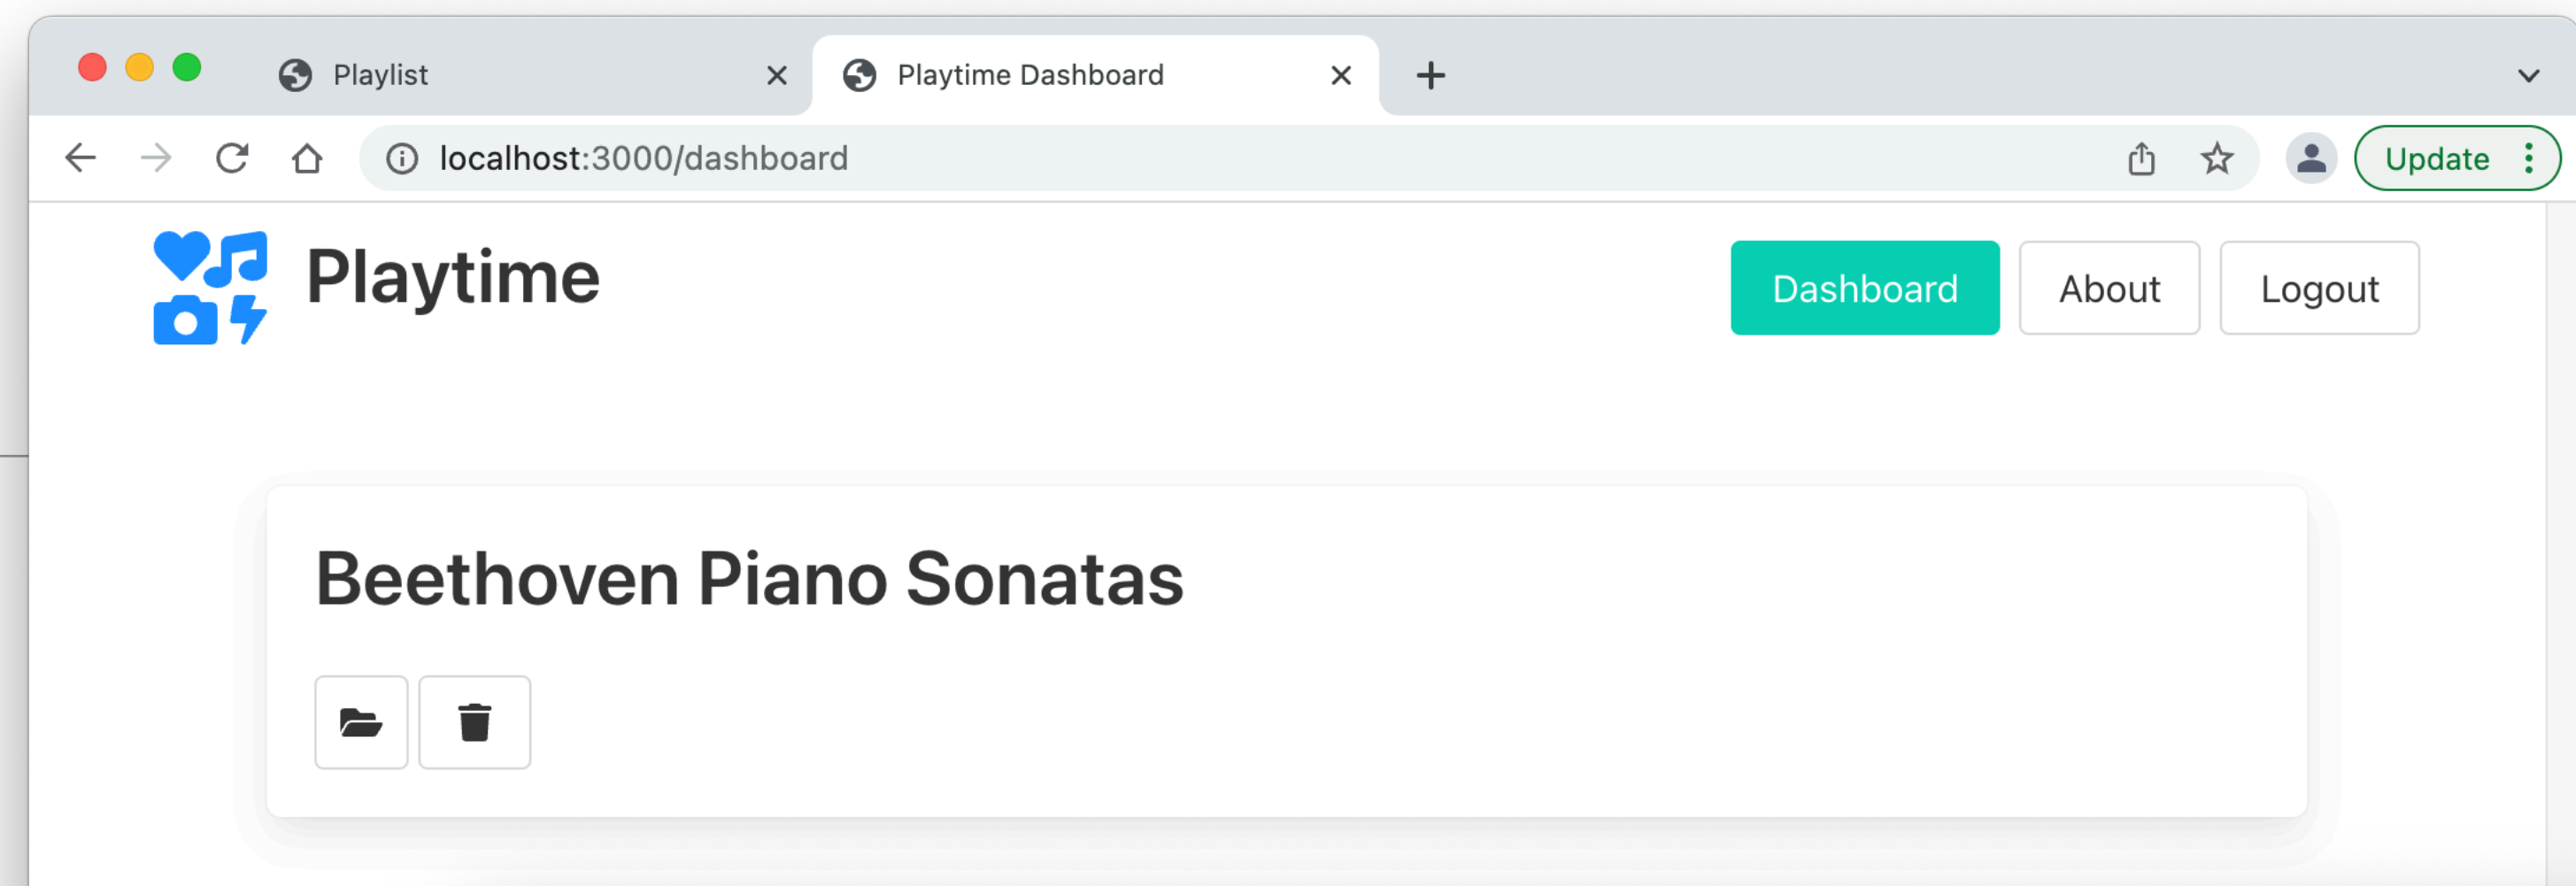 Playlist
Playtime Dashboard
localhost:3000/dashboard
Update
Playtime
Dashboard
About
Logout
Beethoven Piano Sonatas